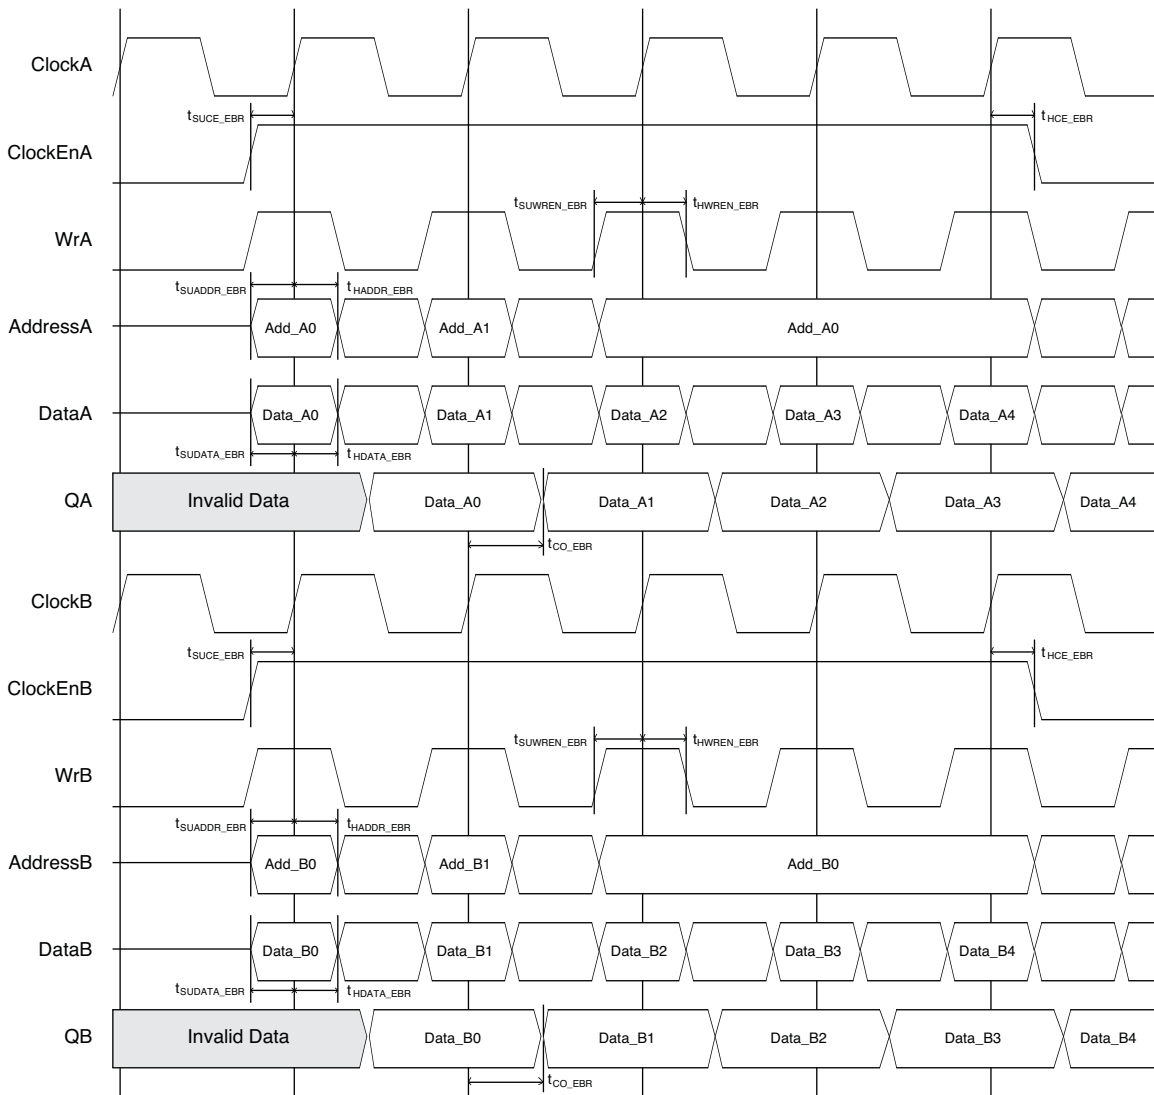 ClockA
tSUCE_EBR tHCE_EBR
ClockEnA
tSUWREN_EBR tHWREN_EBR
WrA
tSUADDR_EBR tHADDR_EBR
AddressA Add_A0 Add_A1 Add_A0
DataA Data_A0 Data_A1 Data_A2 Data_A3 Data_A4
tSUDATA_EBR tHDATA_EBR
QA Invalid Data Data_A0 Data_A1 Data_A2 Data_A3 Data_A4
tCO_EBR
ClockB
tSUCE_EBR tHCE_EBR
ClockEnB
tSUWREN_EBR tHWREN_EBR
WrB
tSUADDR_EBR tHADDR_EBR
AddressB Add_B0 Add_B1 Add_B0
DataB Data_B0 Data_B1 Data_B2 Data_B3 Data_B4
tSUDATA_EBR tHDATA_EBR
QB Invalid Data Data_B0 Data_B1 Data_B2 Data_B3 Data_B4
tCO_EBR